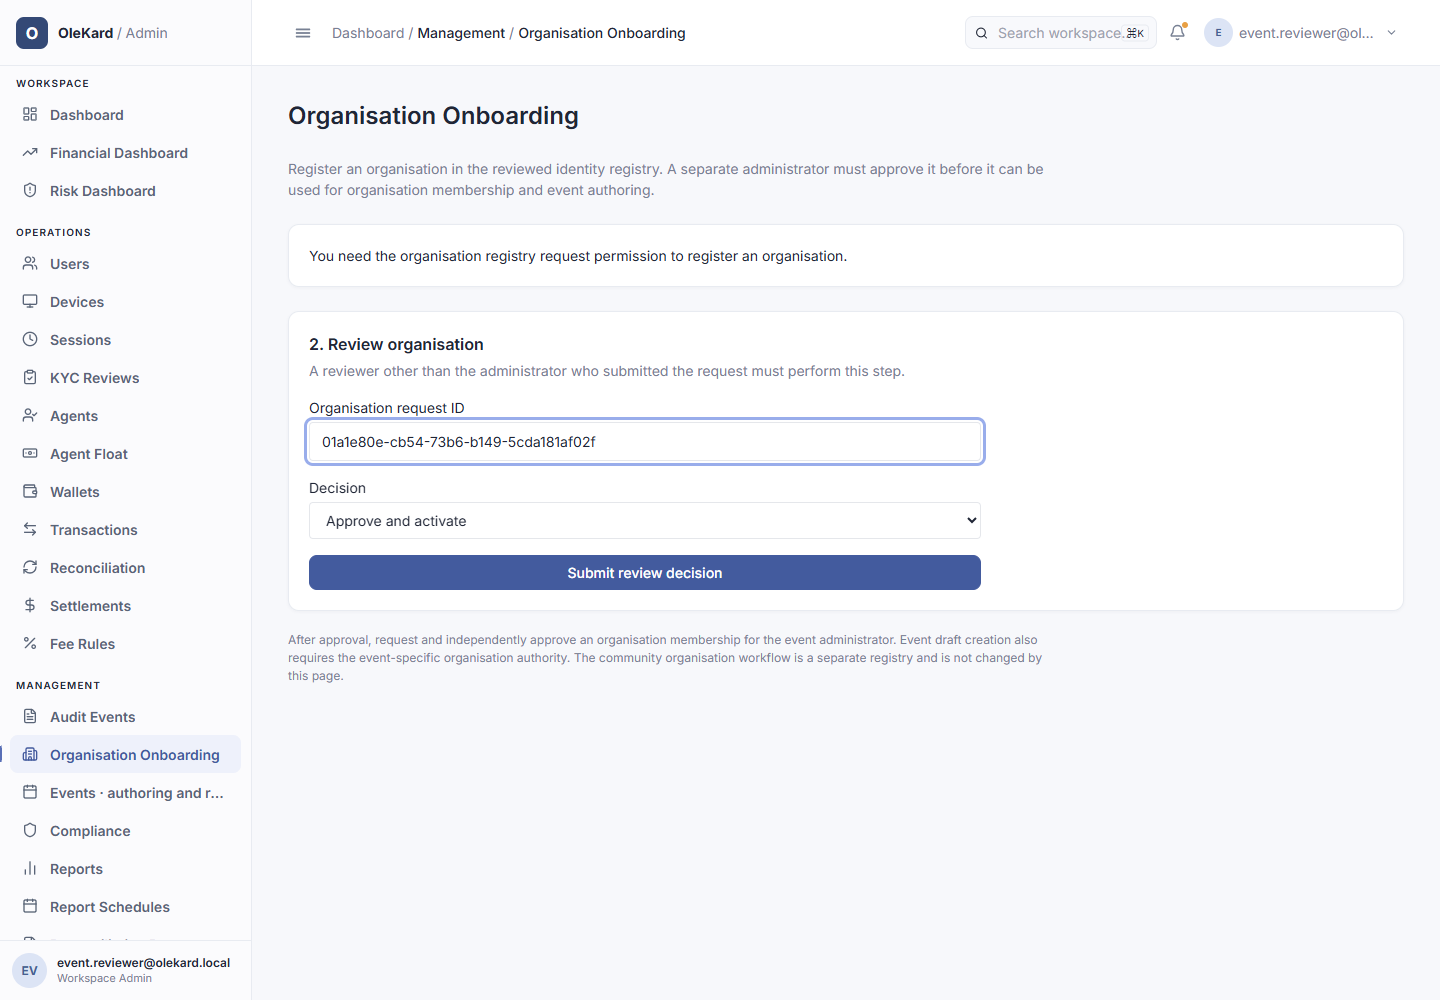 O OleKard / Admin
Dashboard / Management / Organisation Onboarding
Search workspace. ⌘K
E event.reviewer@ol...
WORKSPACE
Dashboard
Financial Dashboard
Risk Dashboard
OPERATIONS
Users
Devices
Sessions
KYC Reviews
Agents
Agent Float
Wallets
Transactions
Reconciliation
Settlements
Fee Rules
MANAGEMENT
Audit Events
Organisation Onboarding
Events · authoring and r...
Compliance
Reports
Report Schedules
EV event.reviewer@olekard.local
Workspace Admin
Organisation Onboarding
Register an organisation in the reviewed identity registry. A separate administrator must approve it before it can be
used for organisation membership and event authoring.
You need the organisation registry request permission to register an organisation.
2. Review organisation
A reviewer other than the administrator who submitted the request must perform this step.
Organisation request ID
01a1e80e-cb54-73b6-b149-5cda181af02f
Decision
Approve and activate
Submit review decision
After approval, request and independently approve an organisation membership for the event administrator. Event draft creation also
requires the event-specific organisation authority. The community organisation workflow is a separate registry and is not changed by
this page.